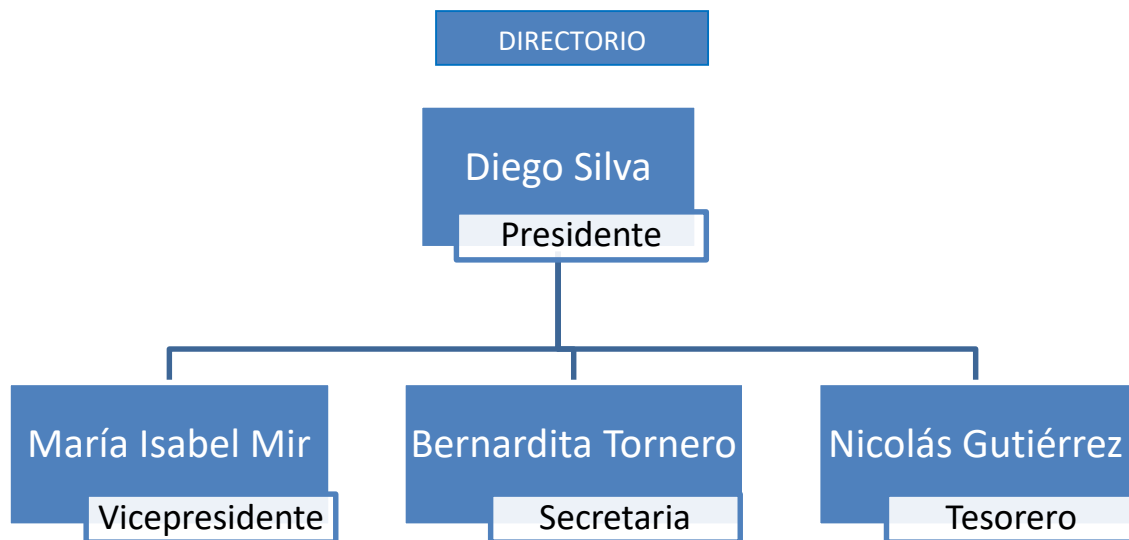 DIRECTORIO
Diego Silva
Presidente
María Isabel Mir
Vicepresidente
Bernardita Tornero
Secretaria
Nicolás Gutiérrez
Tesorero